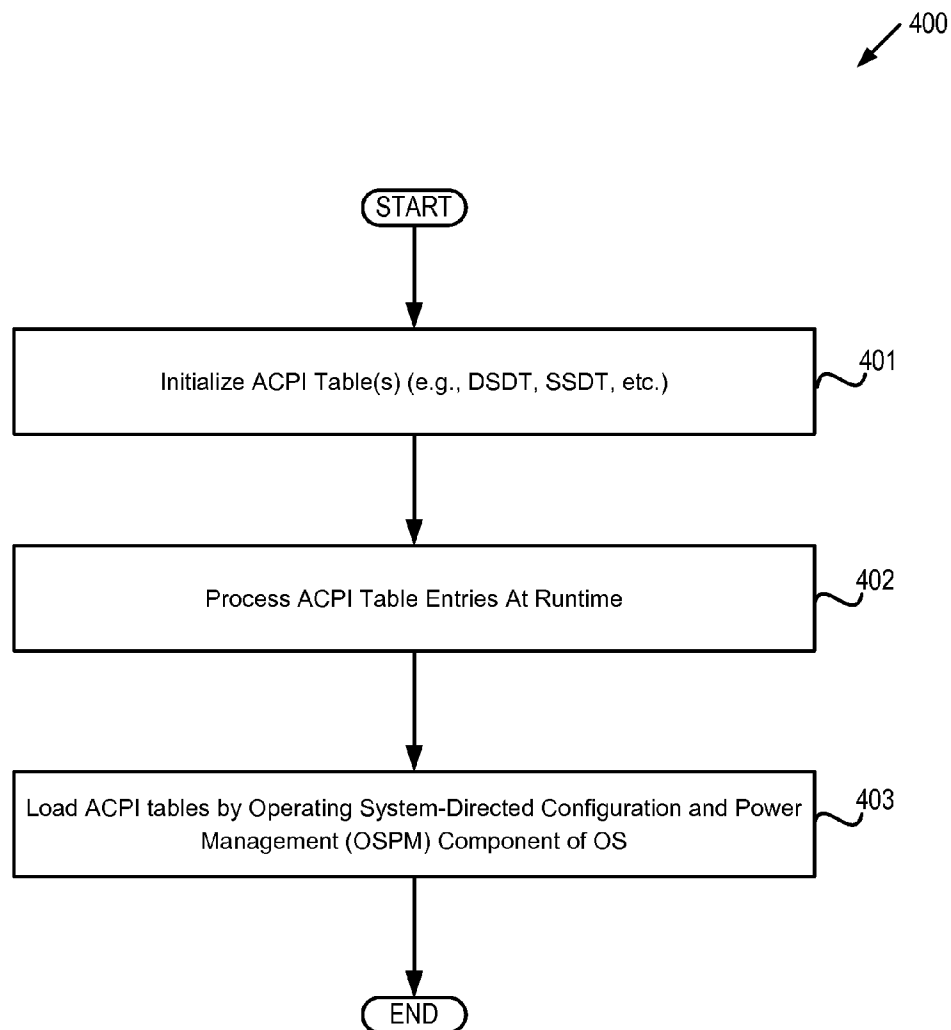 400
START
Initialize ACPI Table(s) (e.g., DSDT, SSDT, etc.)
401
Process ACPI Table Entries At Runtime
402
Load ACPI tables by Operating System-Directed Configuration and Power
Management (OSPM) Component of OS
403
END